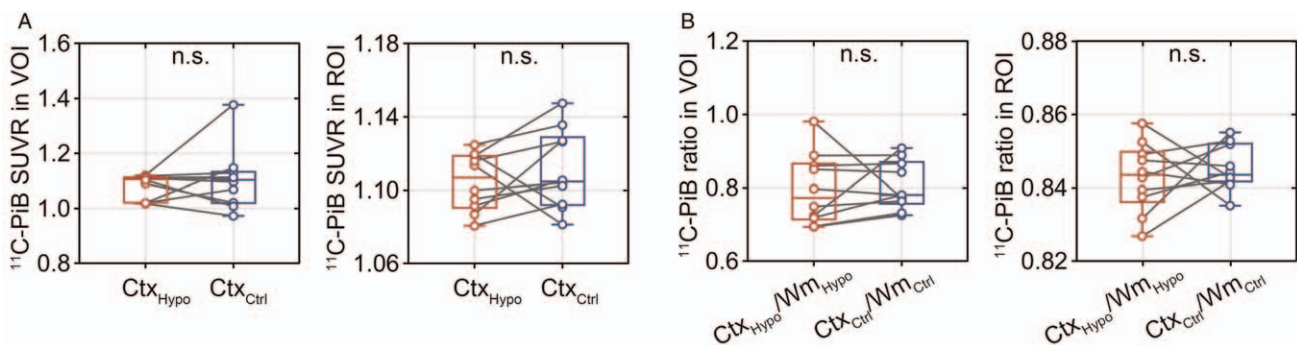 A
¹¹C-PiB SUVR in VOI
1.6
1.4
1.2
1.0
0.8
n.s.
Ctx_Hypo
Ctx_Ctrl
¹¹C-PiB SUVR in ROI
1.18
1.14
1.10
1.06
n.s.
Ctx_Hypo
Ctx_Ctrl
B
¹¹C-PiB ratio in VOI
1.2
1.0
0.8
0.6
n.s.
Ctx_Hypo/Wm_Hypo
Ctx_Ctrl/Wm_Ctrl
¹¹C-PiB ratio in ROI
0.88
0.86
0.84
0.82
n.s.
Ctx_Hypo/Wm_Hypo
Ctx_Ctrl/Wm_Ctrl